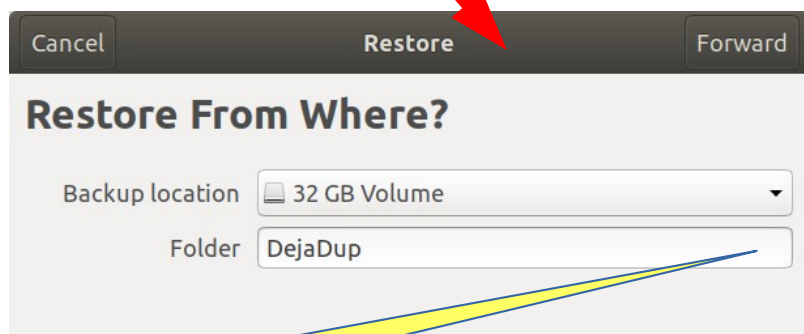 Cancel Restore Forward
Restore From Where?
Backup location 32 GB Volume
Folder DejaDup